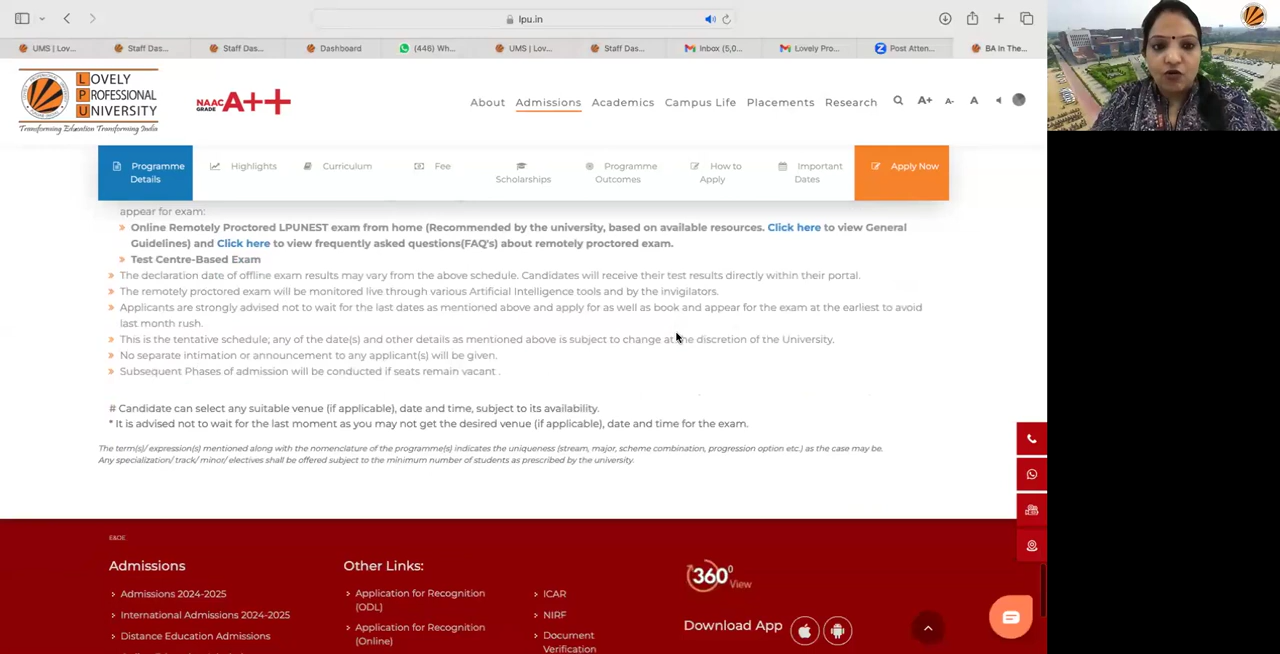 lpu.in
UMS | Lov...
Staff Das...
Staff Das...
Dashboard
(446) Wh...
UMS | Lov...
Staff Das...
Inbox (5,0...
Lovely Pro...
Post Atten...
BA In The...
LOVELY
PROFESSIONAL
UNIVERSITY
Transforming Education Transforming India
NAAC
GRADE
A++
About
Admissions
Academics
Campus Life
Placements
Research
A+
A-
A
Programme
Details
Highlights
Curriculum
Fee
Scholarships
Programme
Outcomes
How to
Apply
Important
Dates
Apply Now
appear for exam:
Online Remotely Proctored LPUNEST exam from home (Recommended by the university, based on available resources. Click here to view General
Guidelines) and Click here to view frequently asked questions(FAQ's) about remotely proctored exam.
Test Centre-Based Exam
The declaration date of offline exam results may vary from the above schedule. Candidates will receive their test results directly within their portal.
The remotely proctored exam will be monitored live through various Artificial Intelligence tools and by the invigilators.
Applicants are strongly advised not to wait for the last dates as mentioned above and apply for as well as book and appear for the exam at the earliest to avoid
last month rush.
This is the tentative schedule, any of the date(s) and other details as mentioned above is subject to change at the discretion of the University.
No separate intimation or announcement to any applicant(s) will be given.
Subsequent Phases of admission will be conducted if seats remain vacant .
# Candidate can select any suitable venue (if applicable), date and time, subject to its availability.
* It is advised not to wait for the last moment as you may not get the desired venue (if applicable), date and time for the exam.
The term(s)/ expression(s) mentioned along with the nomenclature of the programme(s) indicates the uniqueness (stream, major, scheme combination, progression option etc.) as the case may be.
Any specialization/ track/ minor/ electives shall be offered subject to the minimum number of students as prescribed by the university.
E&OE
Admissions
Admissions 2024-2025
International Admissions 2024-2025
Distance Education Admissions
Other Links:
Application for Recognition
(ODL)
Application for Recognition
(Online)
ICAR
NIRF
Document
Verification
360° View
Download App